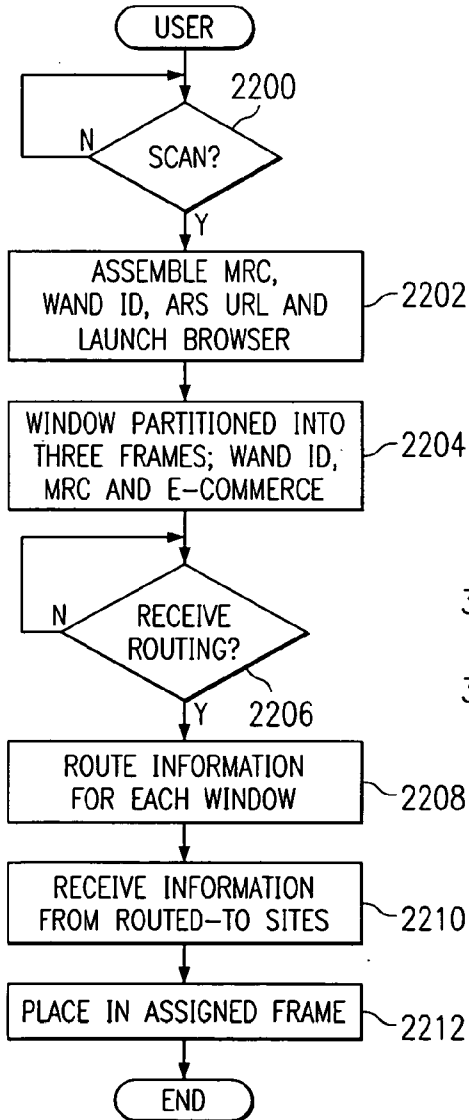 USER
2200
N
SCAN?
Y
ASSEMBLE MRC,
WAND ID, ARS URL AND
LAUNCH BROWSER
2202
WINDOW PARTITIONED INTO
THREE FRAMES; WAND ID,
MRC AND E-COMMERCE
2204
N
RECEIVE
ROUTING?
2206
Y
ROUTE INFORMATION
FOR EACH WINDOW
2208
RECEIVE INFORMATION
FROM ROUTED-TO SITES
2210
PLACE IN ASSIGNED FRAME
2212
END